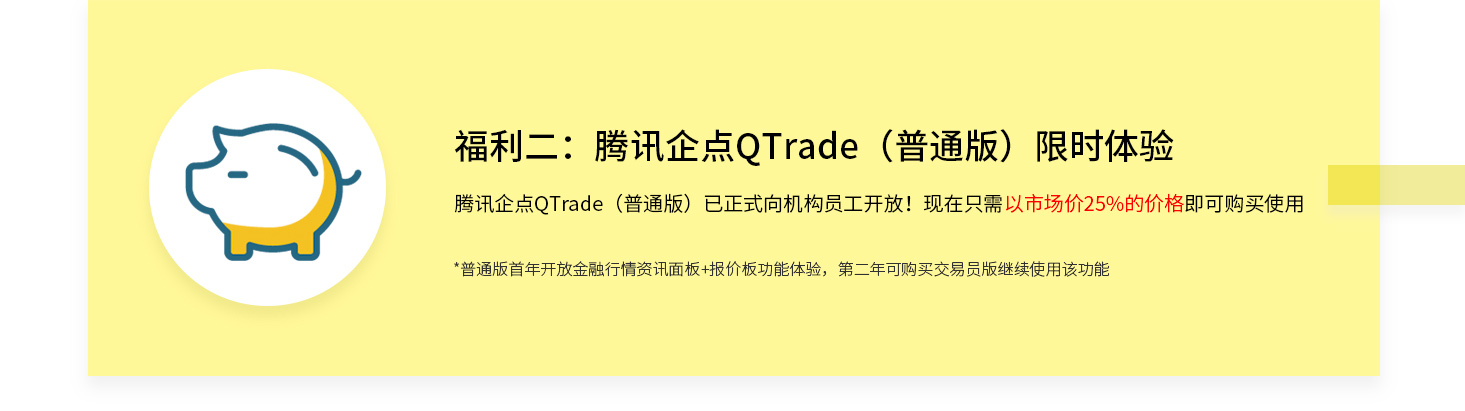 福利二：腾讯企点QTrade（普通版）限时体验
腾讯企点QTrade（普通版）已正式向机构员工开放！现在只需以市场价25%的价格即可购买使用
*普通版首年开放金融行情资讯面板+报价板功能体验，第二年可购买交易员版继续使用该功能